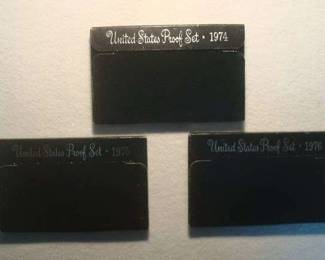 United States Proof Set · 1974
United States Proof Set · 1975
United States Proof Set · 1976